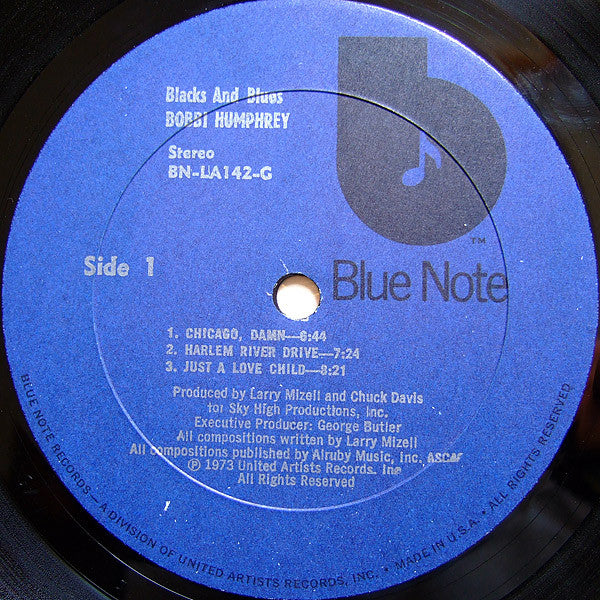 Blacks And Blues
BOBBI HUMPHREY
Stereo
BN-LA142-G
b
TM
Blue Note
Side 1
1. CHICAGO, DAMN—6:44
2. HARLEM RIVER DRIVE—7:24
3. JUST A LOVE CHILD—8:21
Produced by Larry Mizell and Chuck Davis
for Sky High Productions, Inc.
Executive Producer: George Butler
All compositions written by Larry Mizell
All compositions published by Alruby Music, Inc. ASCAP
℗ 1973 United Artists Records, Inc.
All Rights Reserved
BLUE NOTE RECORDS — A DIVISION OF UNITED ARTISTS RECORDS, INC. • MADE IN U.S.A. • ALL RIGHTS RESERVED